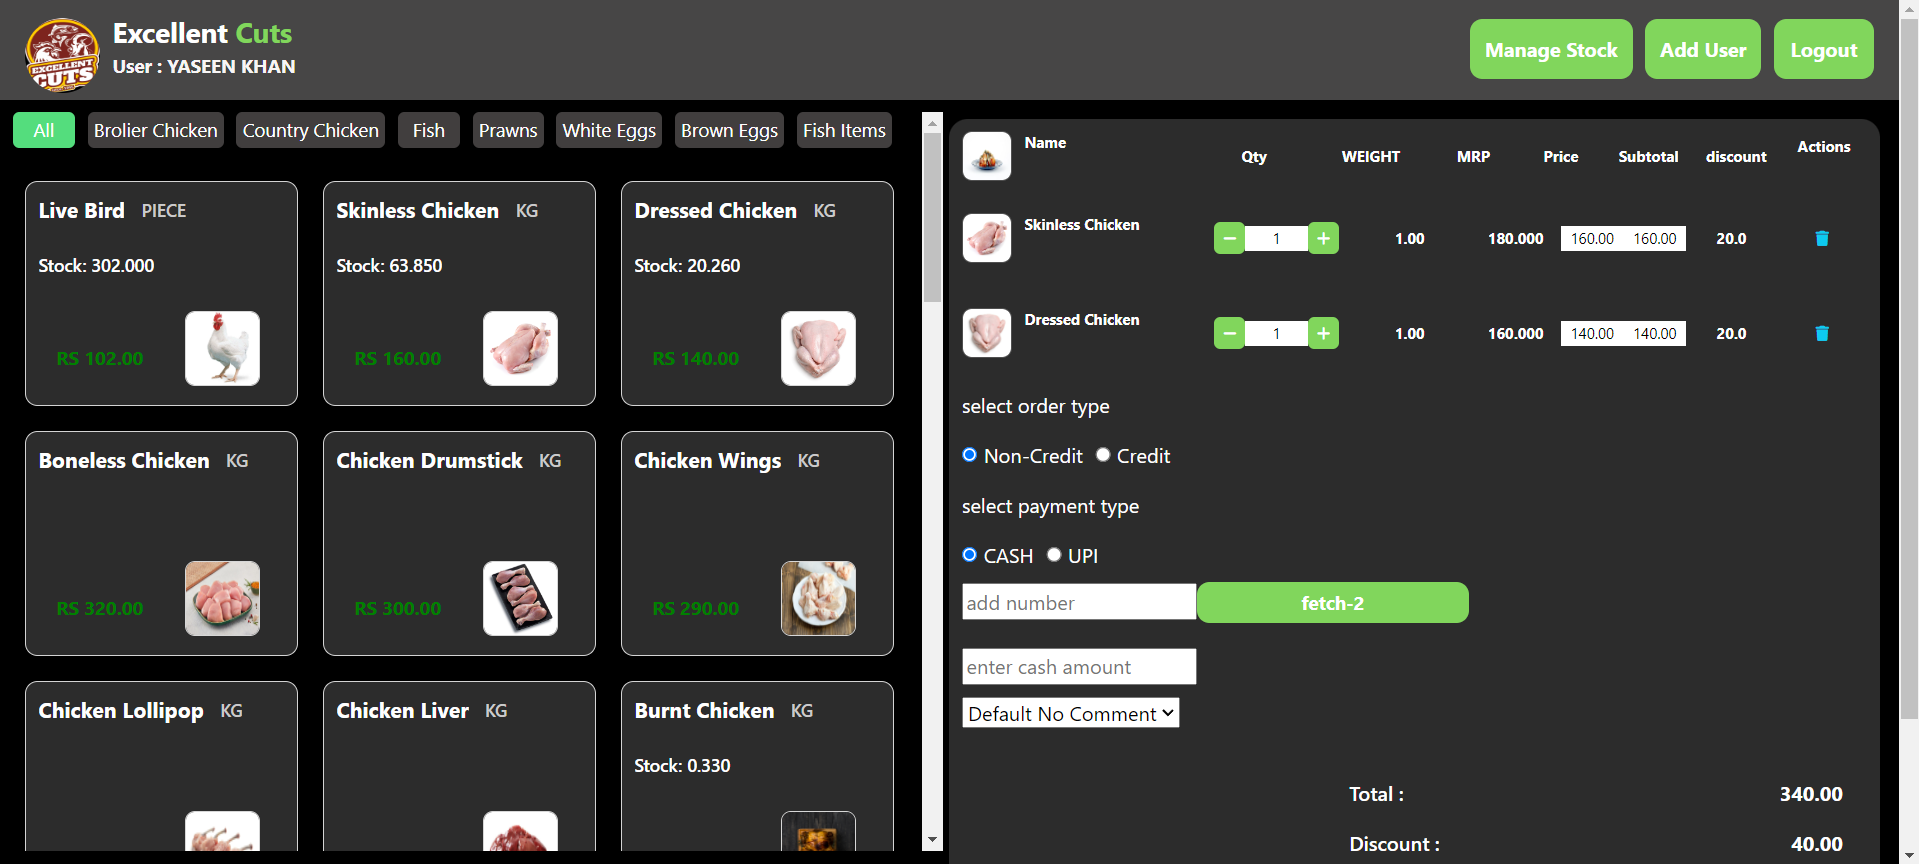 Excellent Cuts
User : YASEEN KHAN
EXCELLENT
CUTS
Manage Stock
Add User
Logout
All
Brolier Chicken
Country Chicken
Fish
Prawns
White Eggs
Brown Eggs
Fish Items
Live Bird PIECE
Stock: 302.000
RS 102.00
Skinless Chicken KG
Stock: 63.850
RS 160.00
Dressed Chicken KG
Stock: 20.260
RS 140.00
Boneless Chicken KG
RS 320.00
Chicken Drumstick KG
RS 300.00
Chicken Wings KG
RS 290.00
Chicken Lollipop KG
Chicken Liver KG
Burnt Chicken KG
Stock: 0.330
Name Qty WEIGHT MRP Price Subtotal discount Actions
Skinless Chicken − 1 + 1.00 180.000 160.00 160.00 20.0
Dressed Chicken − 1 + 1.00 160.000 140.00 140.00 20.0
select order type
Non-Credit Credit
select payment type
CASH UPI
add number fetch-2
enter cash amount
Default No Comment
Total : 340.00
Discount : 40.00